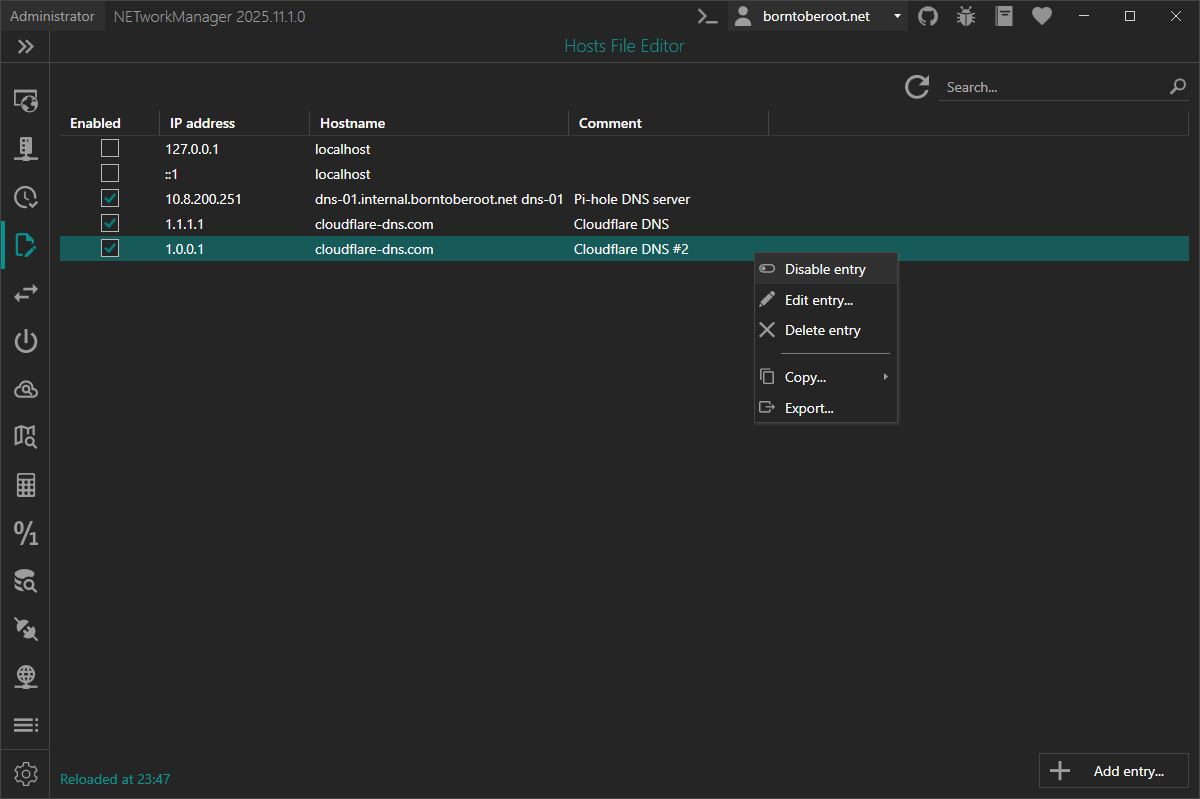 Administrator NETworkManager 2025.11.1.0 borntoberoot.net
Hosts File Editor
Search...
Enabled IP address Hostname Comment
127.0.0.1 localhost
::1 localhost
10.8.200.251 dns-01.internal.borntoberoot.net dns-01 Pi-hole DNS server
1.1.1.1 cloudflare-dns.com Cloudflare DNS
1.0.0.1 cloudflare-dns.com Cloudflare DNS #2
Disable entry
Edit entry...
Delete entry
Copy...
Export...
Reloaded at 23:47
Add entry...